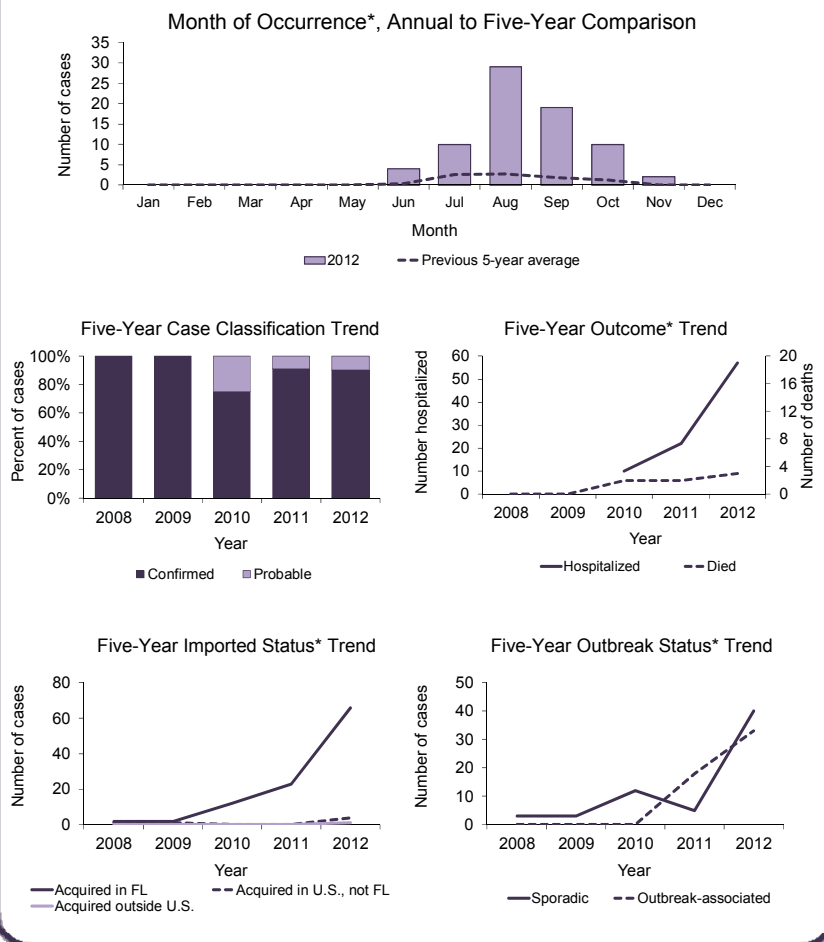 Month of Occurrence*, Annual to Five-Year Comparison
Number of cases
35
30
25
20
15
10
5
0
Jan Feb Mar Apr May Jun Jul Aug Sep Oct Nov Dec
Month
2012 Previous 5-year average
Five-Year Case Classification Trend
Percent of cases
100%
80%
60%
40%
20%
0%
2008 2009 2010 2011 2012
Year
Confirmed Probable
Five-Year Outcome* Trend
Number hospitalized
60
50
40
30
20
10
0
20
16
12
8
4
0
Number of deaths
2008 2009 2010 2011 2012
Year
Hospitalized Died
Five-Year Imported Status* Trend
Number of cases
80
60
40
20
0
2008 2009 2010 2011 2012
Year
Acquired in FL Acquired in U.S., not FL
Acquired outside U.S.
Five-Year Outbreak Status* Trend
Number of cases
50
40
30
20
10
0
2008 2009 2010 2011 2012
Year
Sporadic Outbreak-associated